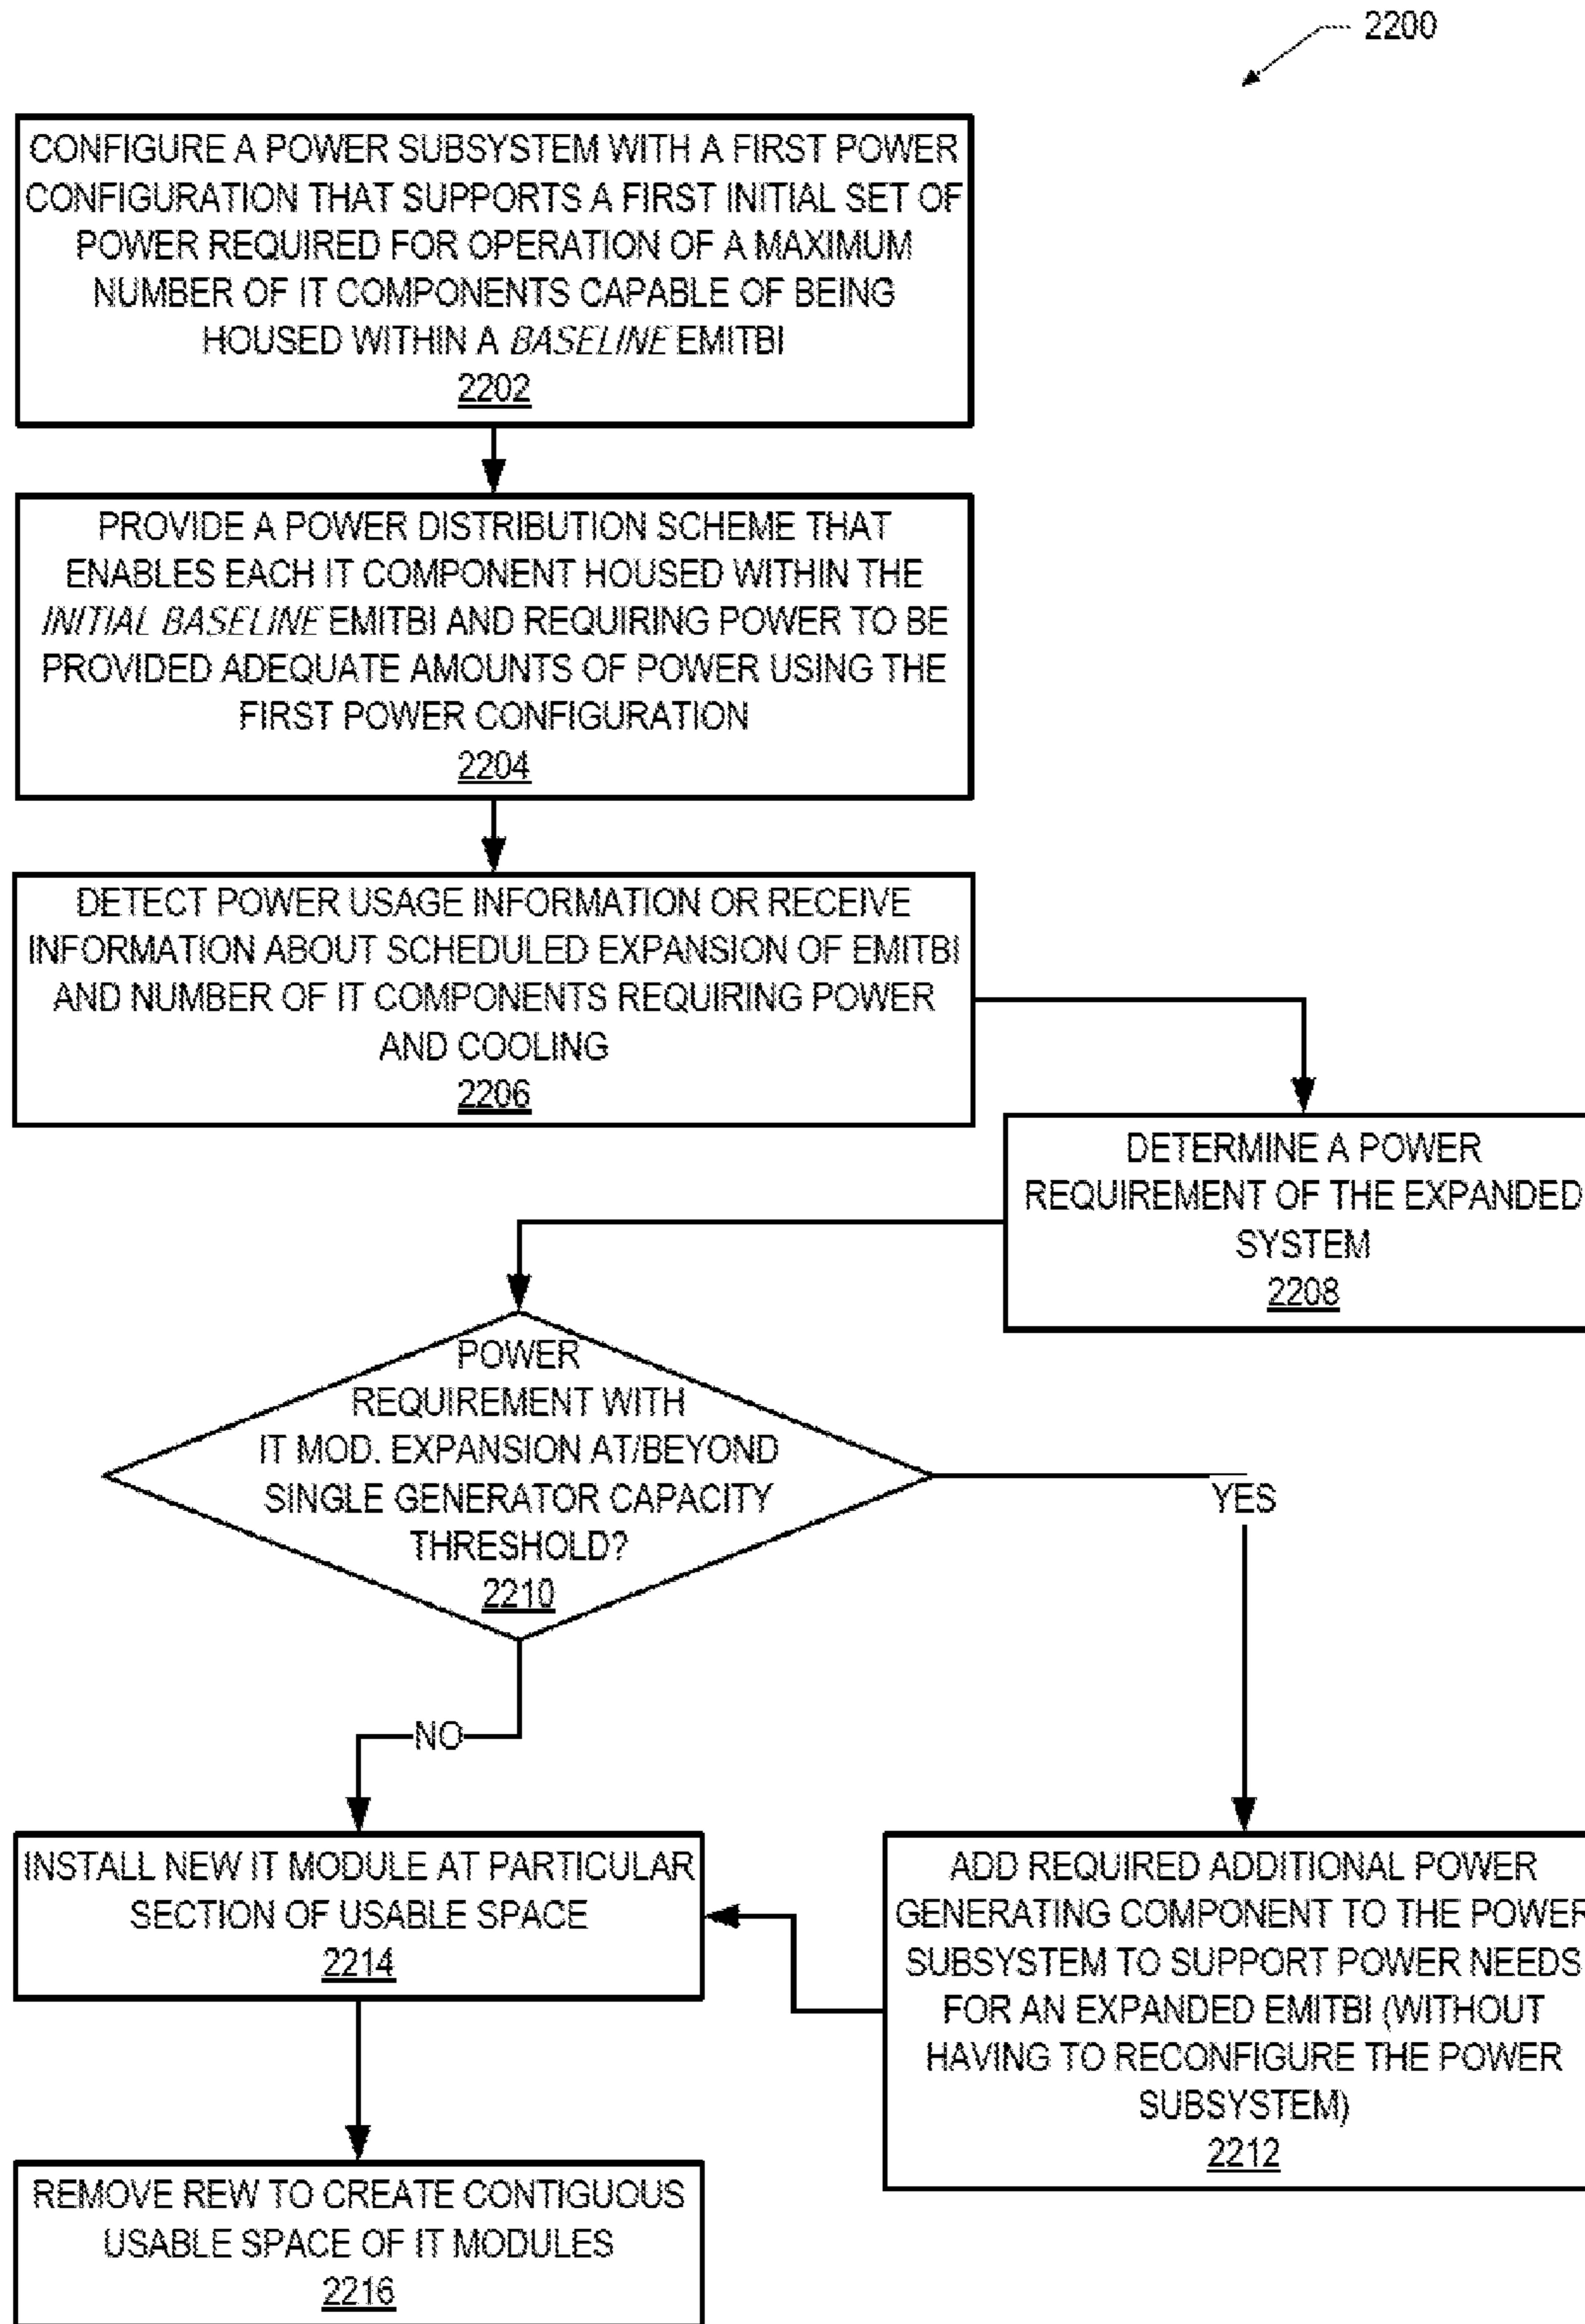 2200
CONFIGURE A POWER SUBSYSTEM WITH A FIRST POWER
CONFIGURATION THAT SUPPORTS A FIRST INITIAL SET OF
POWER REQUIRED FOR OPERATION OF A MAXIMUM
NUMBER OF IT COMPONENTS CAPABLE OF BEING
HOUSED WITHIN A BASELINE EMITBI
2202
PROVIDE A POWER DISTRIBUTION SCHEME THAT
ENABLES EACH IT COMPONENT HOUSED WITHIN THE
INITIAL BASELINE EMITBI AND REQUIRING POWER TO BE
PROVIDED ADEQUATE AMOUNTS OF POWER USING THE
FIRST POWER CONFIGURATION
2204
DETECT POWER USAGE INFORMATION OR RECEIVE
INFORMATION ABOUT SCHEDULED EXPANSION OF EMITBI
AND NUMBER OF IT COMPONENTS REQUIRING POWER
AND COOLING
2206
DETERMINE A POWER
REQUIREMENT OF THE EXPANDED
SYSTEM
2208
POWER
REQUIREMENT WITH
IT MOD. EXPANSION AT/BEYOND
SINGLE GENERATOR CAPACITY
THRESHOLD?
2210
YES
NO
INSTALL NEW IT MODULE AT PARTICULAR
SECTION OF USABLE SPACE
2214
ADD REQUIRED ADDITIONAL POWER
GENERATING COMPONENT TO THE POWER
SUBSYSTEM TO SUPPORT POWER NEEDS
FOR AN EXPANDED EMITBI (WITHOUT
HAVING TO RECONFIGURE THE POWER
SUBSYSTEM)
2212
REMOVE REW TO CREATE CONTIGUOUS
USABLE SPACE OF IT MODULES
2216